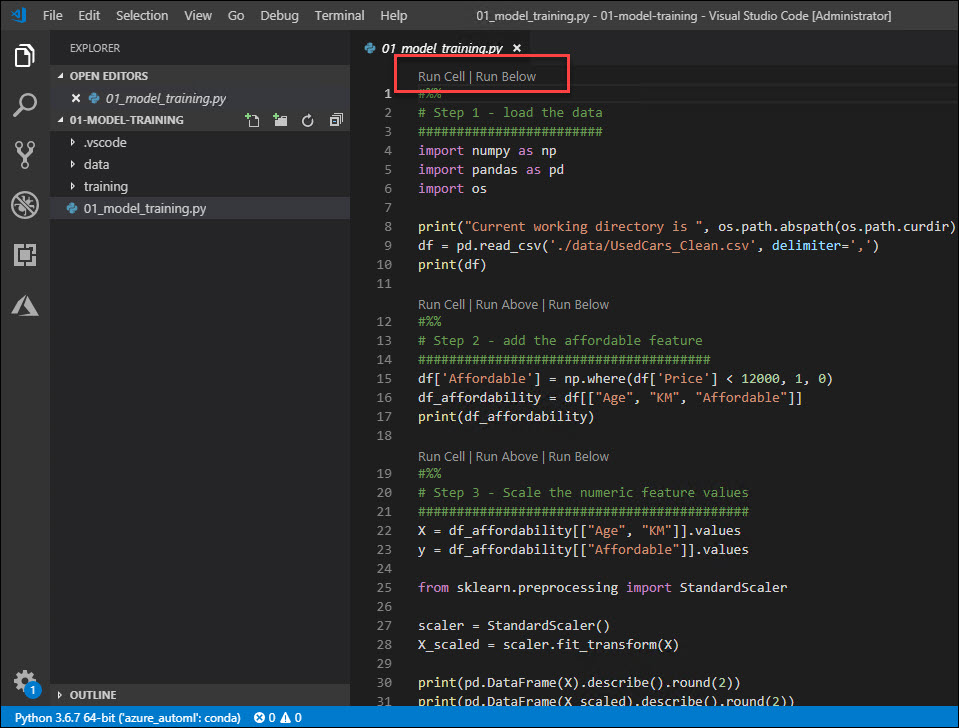 File Edit Selection View Go Debug Terminal Help 01_model_training.py - 01-model-training - Visual Studio Code [Administrator]
EXPLORER
OPEN EDITORS
01_model_training.py
01-MODEL-TRAINING
.vscode
data
training
01_model_training.py
OUTLINE
1
01_model_training.py
Run Cell | Run Below
1 #%%
2 # Step 1 - load the data
3 ########################
4 import numpy as np
5 import pandas as pd
6 import os
7
8 print("Current working directory is ", os.path.abspath(os.path.curdir)
9 df = pd.read_csv('./data/UsedCars_Clean.csv', delimiter=',')
10 print(df)
11
Run Cell | Run Above | Run Below
12 #%%
13 # Step 2 - add the affordable feature
14 ######################################
15 df['Affordable'] = np.where(df['Price'] < 12000, 1, 0)
16 df_affordability = df[["Age", "KM", "Affordable"]]
17 print(df_affordability)
18
Run Cell | Run Above | Run Below
19 #%%
20 # Step 3 - Scale the numeric feature values
21 ###########################################
22 X = df_affordability[["Age", "KM"]].values
23 y = df_affordability[["Affordable"]].values
24
25 from sklearn.preprocessing import StandardScaler
26
27 scaler = StandardScaler()
28 X_scaled = scaler.fit_transform(X)
29
30 print(pd.DataFrame(X).describe().round(2))
31 print(pd.DataFrame(X_scaled).describe().round(2))
Python 3.6.7 64-bit ('azure_automl': conda) 0 0